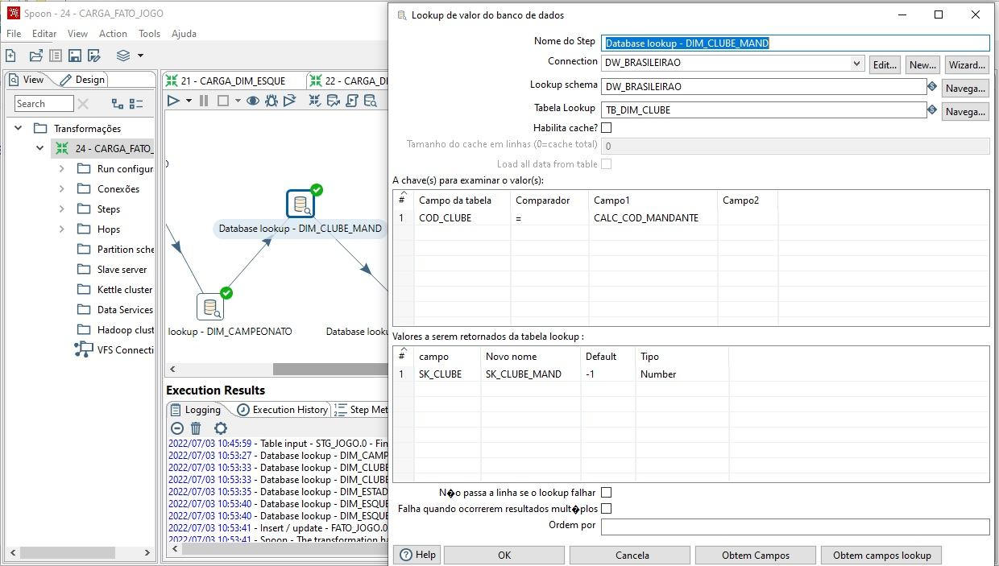 Spoon - 24 - CARGA_FATO_JOGO
File Editar View Action Tools Ajuda
View Design
Search
Transformações
24 - CARGA_FATO_
Run configur
Conexões
Steps
Hops
Partition sche
Slave server
Kettle cluster
Data Services
Hadoop clust
VFS Connecti
21 - CARGA_DIM_ESQUE
22 - CARGA_D
Database lookup - DIM_CLUBE_MAND
lookup - DIM_CAMPEONATO
Database looku
Execution Results
Logging Execution History Step Met
2022/07/03 10:45:59 - Table input - STG_JOGO.0 - Fin
2022/07/03 10:53:27 - Database lookup - DIM_CAMP
2022/07/03 10:53:33 - Database lookup - DIM_CLUBE
2022/07/03 10:53:33 - Database lookup - DIM_CLUBE
2022/07/03 10:53:35 - Database lookup - DIM_ESTAD
2022/07/03 10:53:40 - Database lookup - DIM_ESQUE
2022/07/03 10:53:40 - Database lookup - DIM_ESQUE
2022/07/03 10:53:41 - Insert / update - FATO_JOGO.0
2022/07/03 10:53:41 - Spoon - The transformation ha
Lookup de valor do banco de dados
Nome do Step Database lookup - DIM_CLUBE_MAND
Connection DW_BRASILEIRAO Edit... New... Wizard...
Lookup schema DW_BRASILEIRAO Navega...
Tabela Lookup TB_DIM_CLUBE Navega...
Habilita cache?
Tamanho do cache em linhas (0=cache total) 0
Load all data from table
A chave(s) para examinar o valor(s):
# Campo da tabela Comparador Campo1 Campo2
1 COD_CLUBE = CALC_COD_MANDANTE
Valores a serem retornados da tabela lookup :
# campo Novo nome Default Tipo
1 SK_CLUBE SK_CLUBE_MAND -1 Number
N�o passa a linha se o lookup falhar
Falha quando ocorrerem resultados mult�plos
Ordem por
Help OK Cancela Obtem Campos Obtem campos lookup